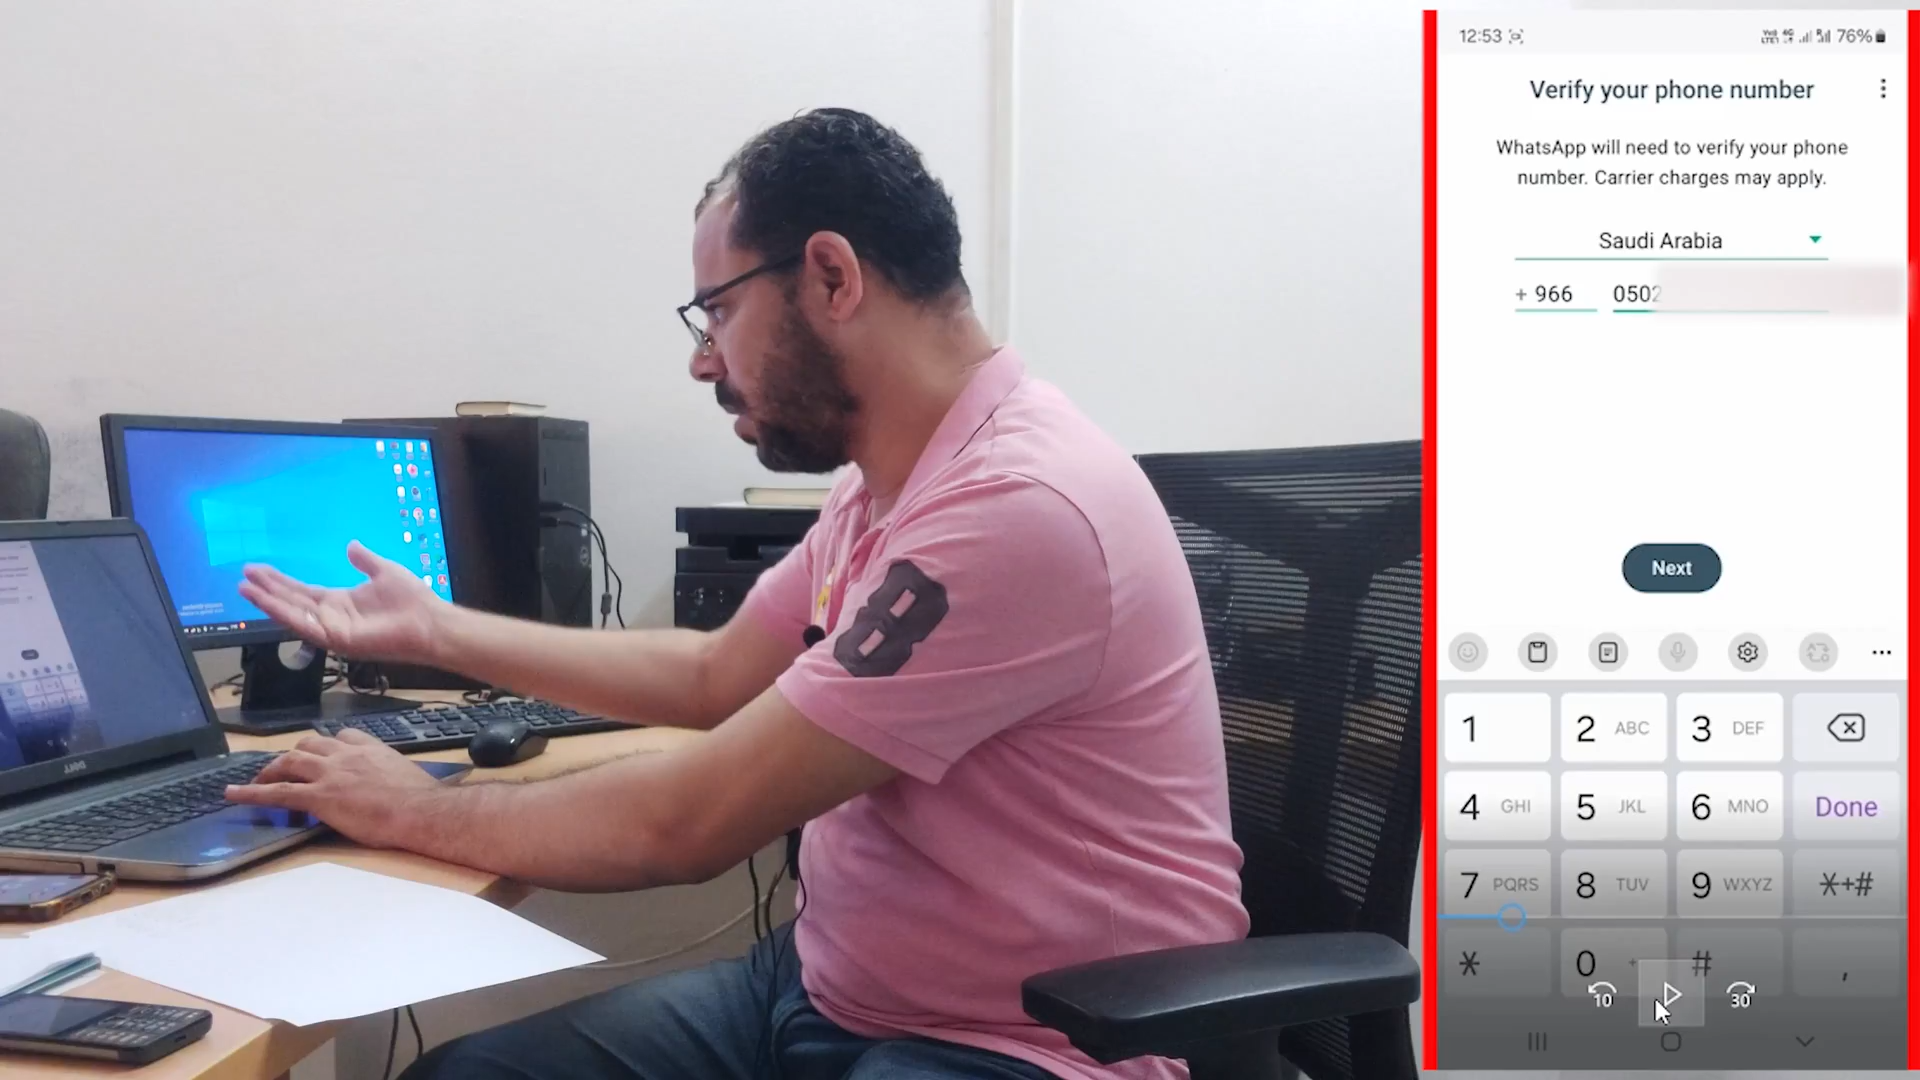 12:53
76%
Verify your phone number
WhatsApp will need to verify your phone
number. Carrier charges may apply.
Saudi Arabia
+ 966 0502
Next
1 2 ABC 3 DEF
4 GHI 5 JKL 6 MNO Done
7 PQRS 8 TUV 9 WXYZ *+#
* 0 + # ,
10 30
DELL
8